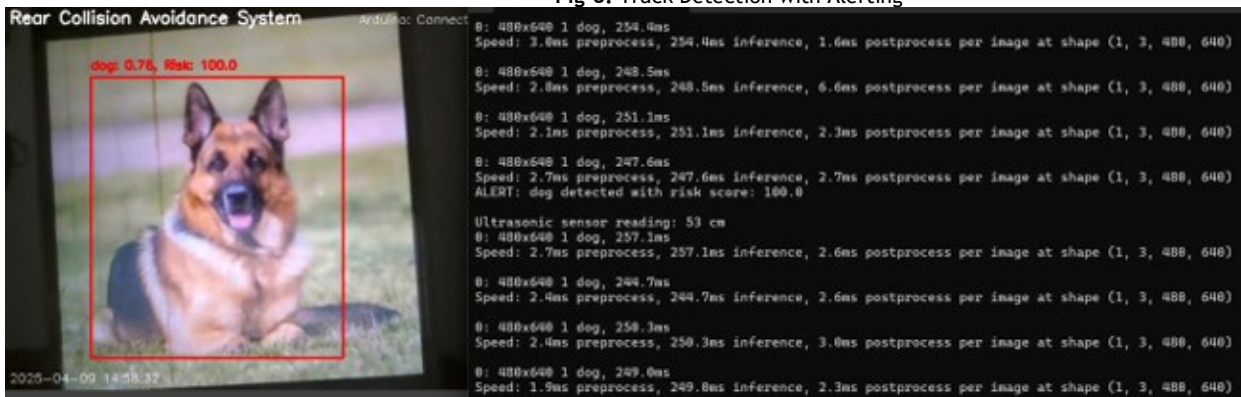 Truck Detection with Alerting
Rear Collision Avoidance System
Arduino: Connect
dog: 0.76, Risk: 100.0
2025-04-09 14:58:32
0: 480x640 1 dog, 254.4ms
Speed: 3.0ms preprocess, 254.4ms inference, 1.6ms postprocess per image at shape (1, 3, 480, 640)
0: 480x640 1 dog, 248.5ms
Speed: 2.8ms preprocess, 248.5ms inference, 6.6ms postprocess per image at shape (1, 3, 480, 640)
0: 480x640 1 dog, 251.1ms
Speed: 2.1ms preprocess, 251.1ms inference, 2.3ms postprocess per image at shape (1, 3, 480, 640)
0: 480x640 1 dog, 247.6ms
Speed: 2.7ms preprocess, 247.6ms inference, 2.7ms postprocess per image at shape (1, 3, 480, 640)
ALERT: dog detected with risk score: 100.0
Ultrasonic sensor reading: 53 cm
0: 480x640 1 dog, 257.1ms
Speed: 2.7ms preprocess, 257.1ms inference, 2.6ms postprocess per image at shape (1, 3, 480, 640)
0: 480x640 1 dog, 244.7ms
Speed: 2.4ms preprocess, 244.7ms inference, 2.6ms postprocess per image at shape (1, 3, 480, 640)
0: 480x640 1 dog, 250.3ms
Speed: 2.4ms preprocess, 250.3ms inference, 3.0ms postprocess per image at shape (1, 3, 480, 640)
0: 480x640 1 dog, 249.0ms
Speed: 1.9ms preprocess, 249.0ms inference, 2.3ms postprocess per image at shape (1, 3, 480, 640)